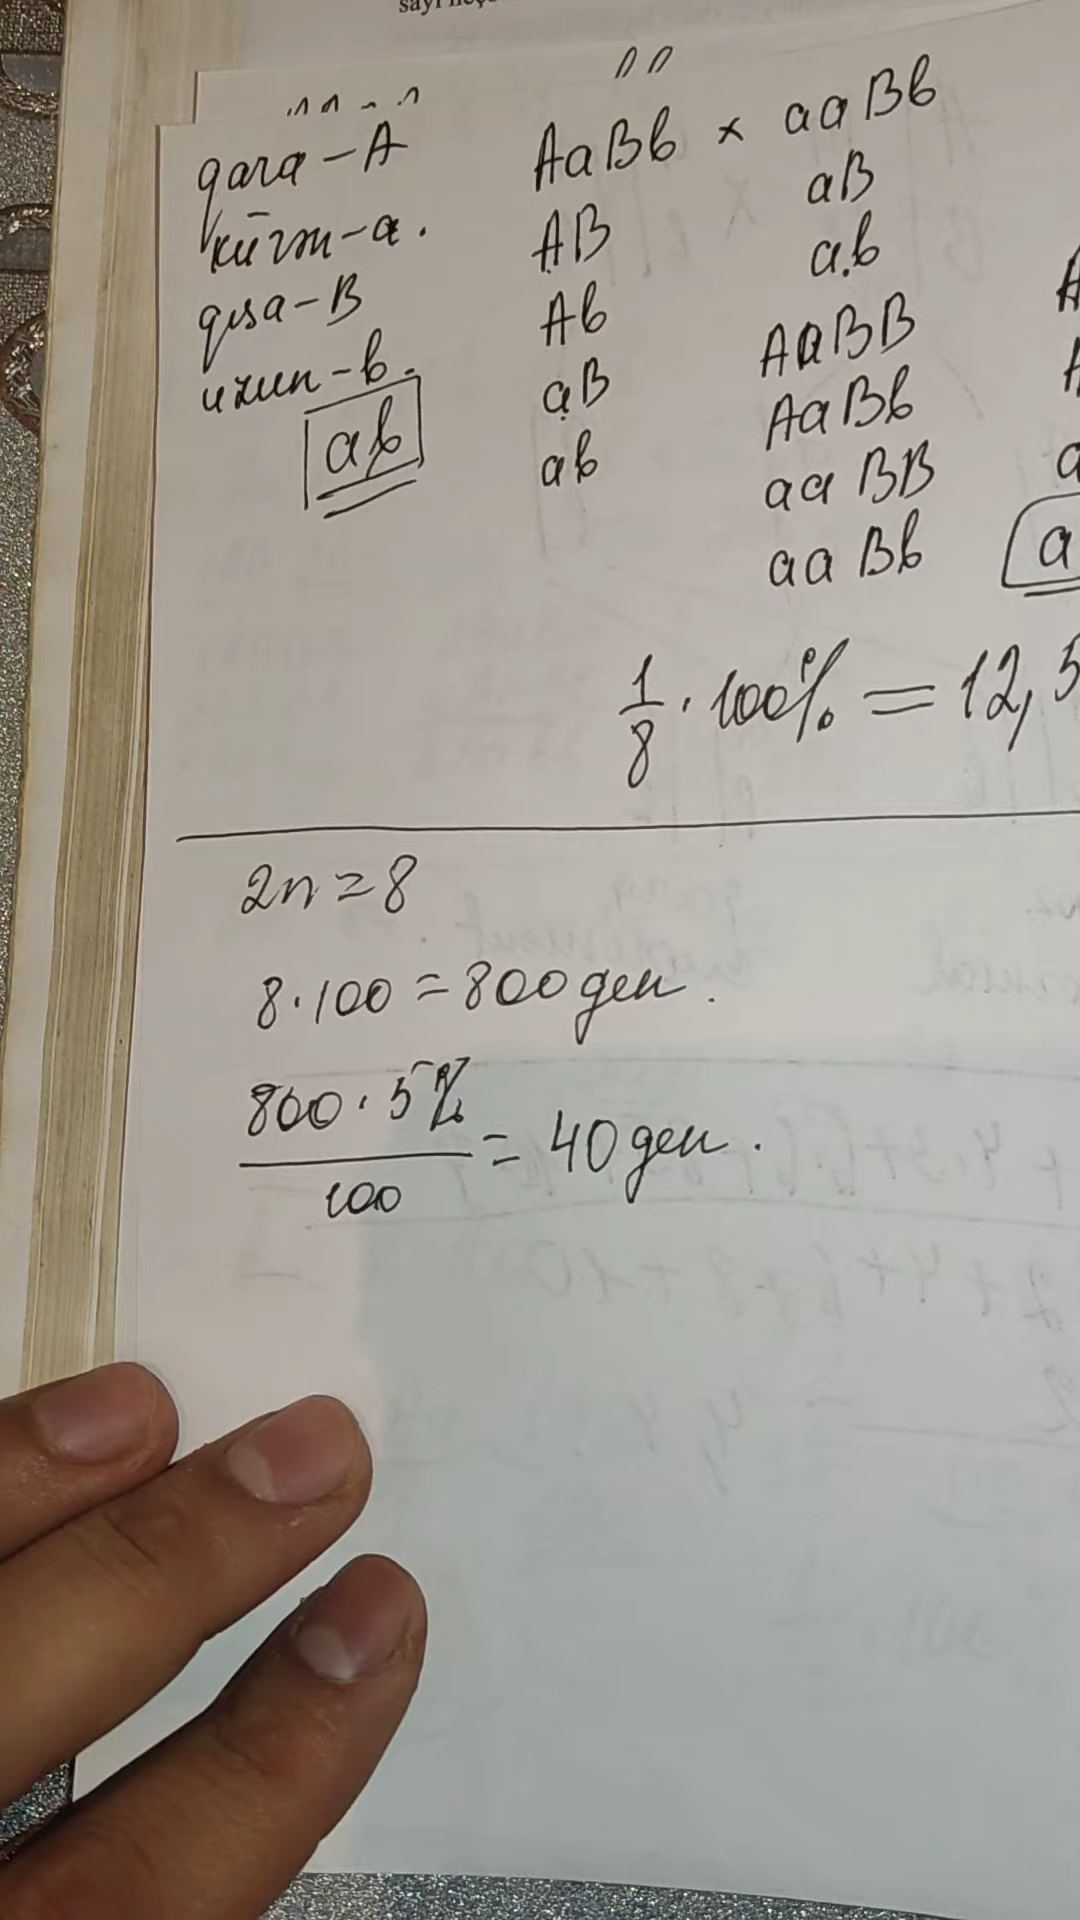 qara - A
AaBb x aaBb
AB
Ab
aB
ab
aB
ab
qısa - B
uzun - b.
ab
AaBB
AaBb
aaBB
aaBb
1/8 · 100% = 12,5
2n = 8
8·100 = 800 gen.
800 · 5%
100
= 40 gen.